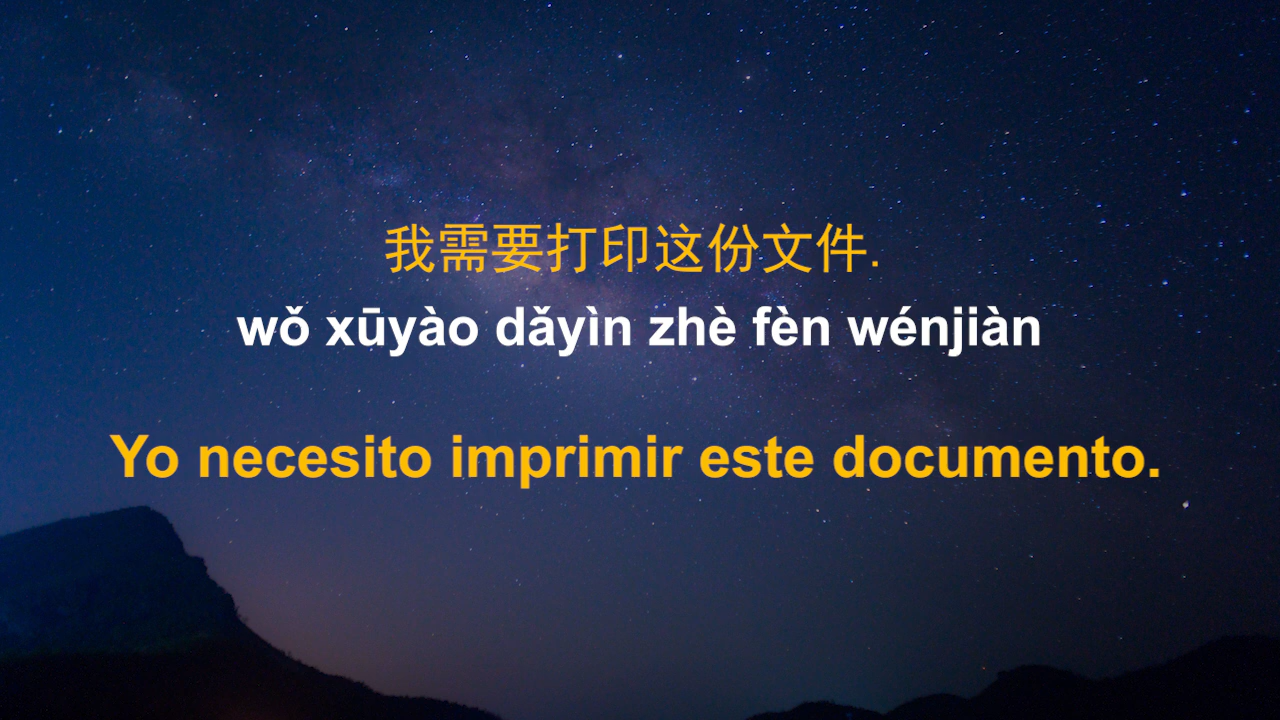 我需要打印这份文件.
wǒ xūyào dǎyìn zhè fèn wénjiàn
Yo necesito imprimir este documento.